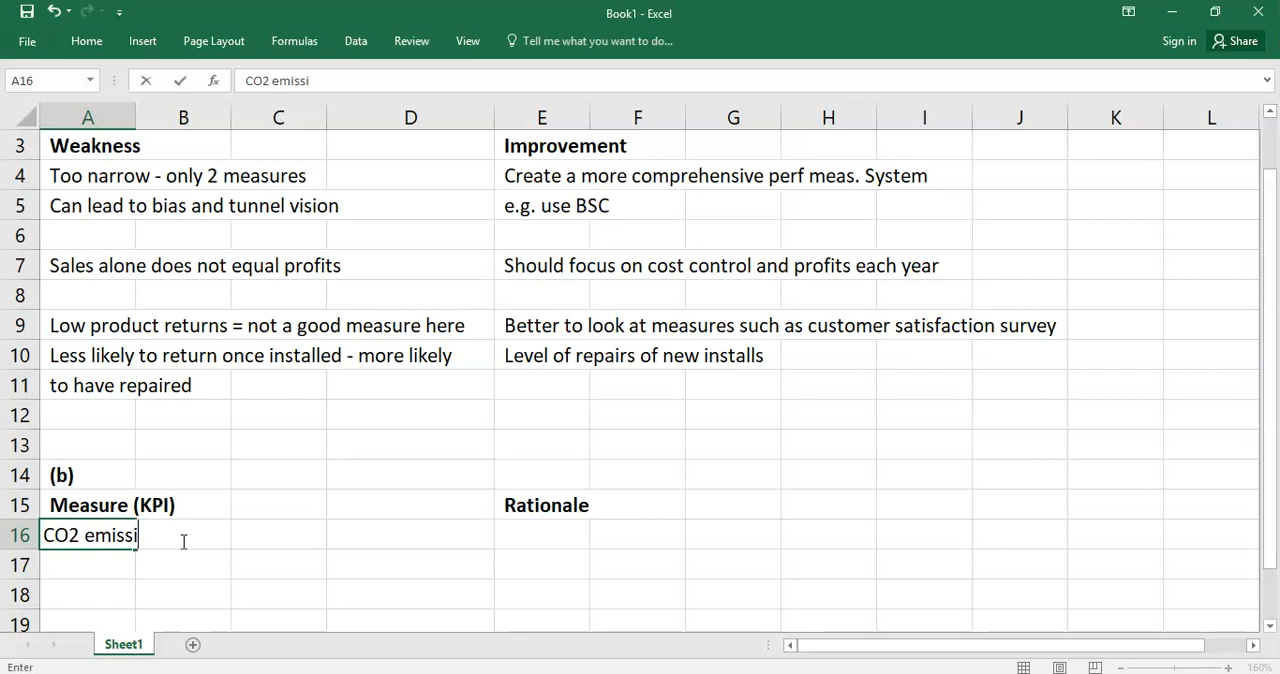 Book1 - Excel
File Home Insert Page Layout Formulas Data Review View Tell me what you want to do... Sign in Share
A16 fx CO2 emissi
A B C D E F G H I J K L
3 Weakness Improvement
4 Too narrow - only 2 measures Create a more comprehensive perf meas. System
5 Can lead to bias and tunnel vision e.g. use BSC
6
7 Sales alone does not equal profits Should focus on cost control and profits each year
8
9 Low product returns = not a good measure here Better to look at measures such as customer satisfaction survey
10 Less likely to return once installed - more likely Level of repairs of new installs
11 to have repaired
12
13
14 (b)
15 Measure (KPI) Rationale
16 CO2 emissi
17
18
19
Sheet1
Enter 160%